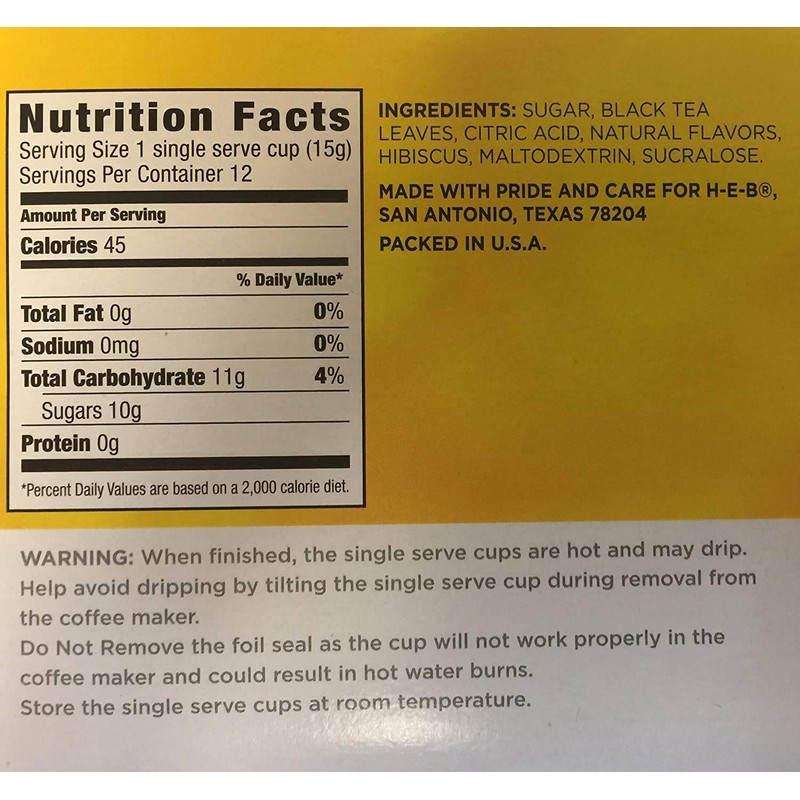 Nutrition Facts
Serving Size 1 single serve cup (15g)
Servings Per Container 12
Amount Per Serving
Calories 45
% Daily Value*
Total Fat 0g 0%
Sodium 0mg 0%
Total Carbohydrate 11g 4%
Sugars 10g
Protein 0g
*Percent Daily Values are based on a 2,000 calorie diet.
INGREDIENTS: SUGAR, BLACK TEA
LEAVES, CITRIC ACID, NATURAL FLAVORS,
HIBISCUS, MALTODEXTRIN, SUCRALOSE.
MADE WITH PRIDE AND CARE FOR H-E-B®,
SAN ANTONIO, TEXAS 78204
PACKED IN U.S.A.
WARNING: When finished, the single serve cups are hot and may drip.
Help avoid dripping by tilting the single serve cup during removal from
the coffee maker.
Do Not Remove the foil seal as the cup will not work properly in the
coffee maker and could result in hot water burns.
Store the single serve cups at room temperature.